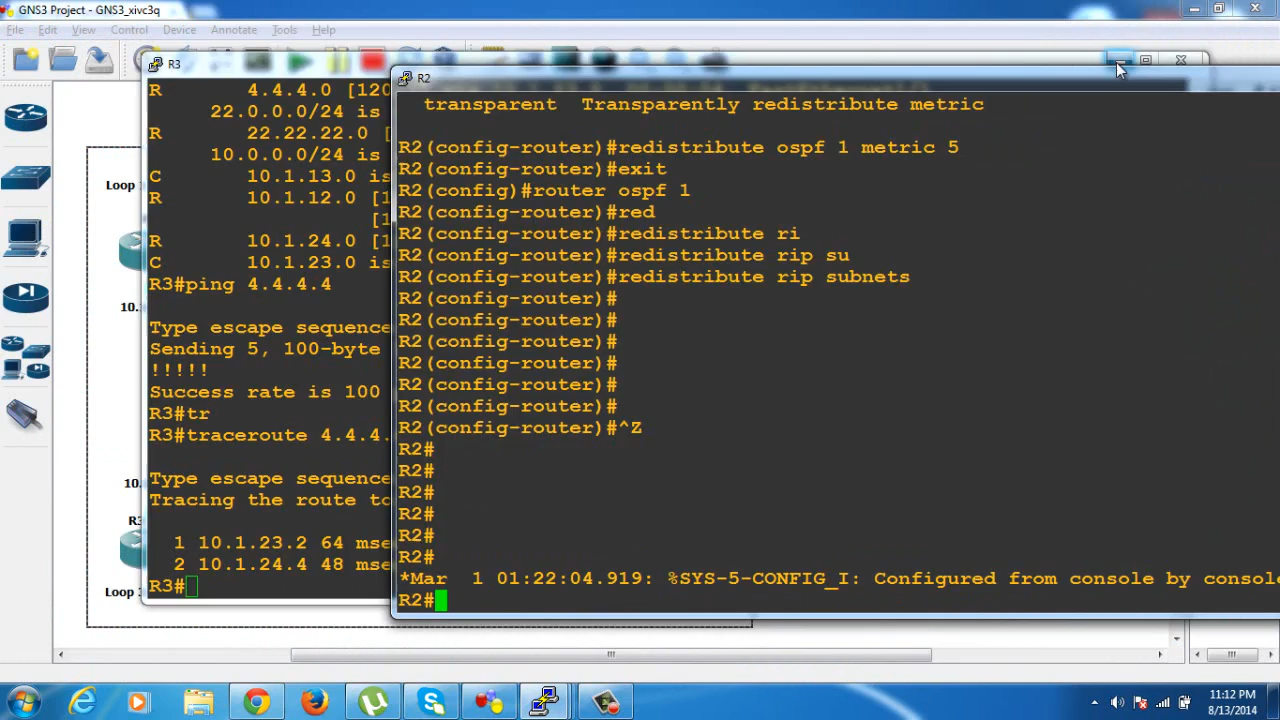 GNS3 Project - GNS3_xivc3q
File Edit View Control Device Annotate Tools Help
R3
R 4.4.4.0 [120
22.0.0.0/24 is
R 22.22.22.0 [
10.0.0.0/24 is
C 10.1.13.0 is
R 10.1.12.0 [1
[1
R 10.1.24.0 [1
C 10.1.23.0 is
R3#ping 4.4.4.4
Type escape sequence
Sending 5, 100-byte
!!!!!
Success rate is 100
R3#tr
R3#traceroute 4.4.4.
Type escape sequence
Tracing the route to
1 10.1.23.2 64 mse
2 10.1.24.4 48 mse
R3#
R2
transparent Transparently redistribute metric
R2(config-router)#redistribute ospf 1 metric 5
R2(config-router)#exit
R2(config)#router ospf 1
R2(config-router)#red
R2(config-router)#redistribute ri
R2(config-router)#redistribute rip su
R2(config-router)#redistribute rip subnets
R2(config-router)#
R2(config-router)#
R2(config-router)#
R2(config-router)#
R2(config-router)#
R2(config-router)#
R2(config-router)#^Z
R2#
R2#
R2#
R2#
R2#
R2#
*Mar 1 01:22:04.919: %SYS-5-CONFIG_I: Configured from console by console
R2#
Loop
10.
10.
R3
Loop
11:12 PM
8/13/2014